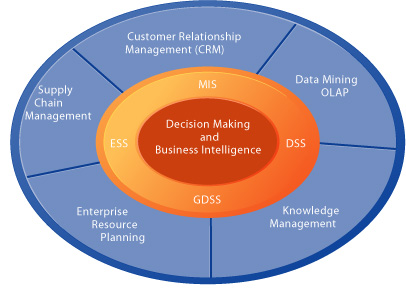 Customer Relationship
Management (CRM)
Data Mining
OLAP
Supply
Chain
Management
MIS
ESS
Decision Making
and
Business Intelligence
DSS
GDSS
Enterprise
Resource
Planning
Knowledge
Management